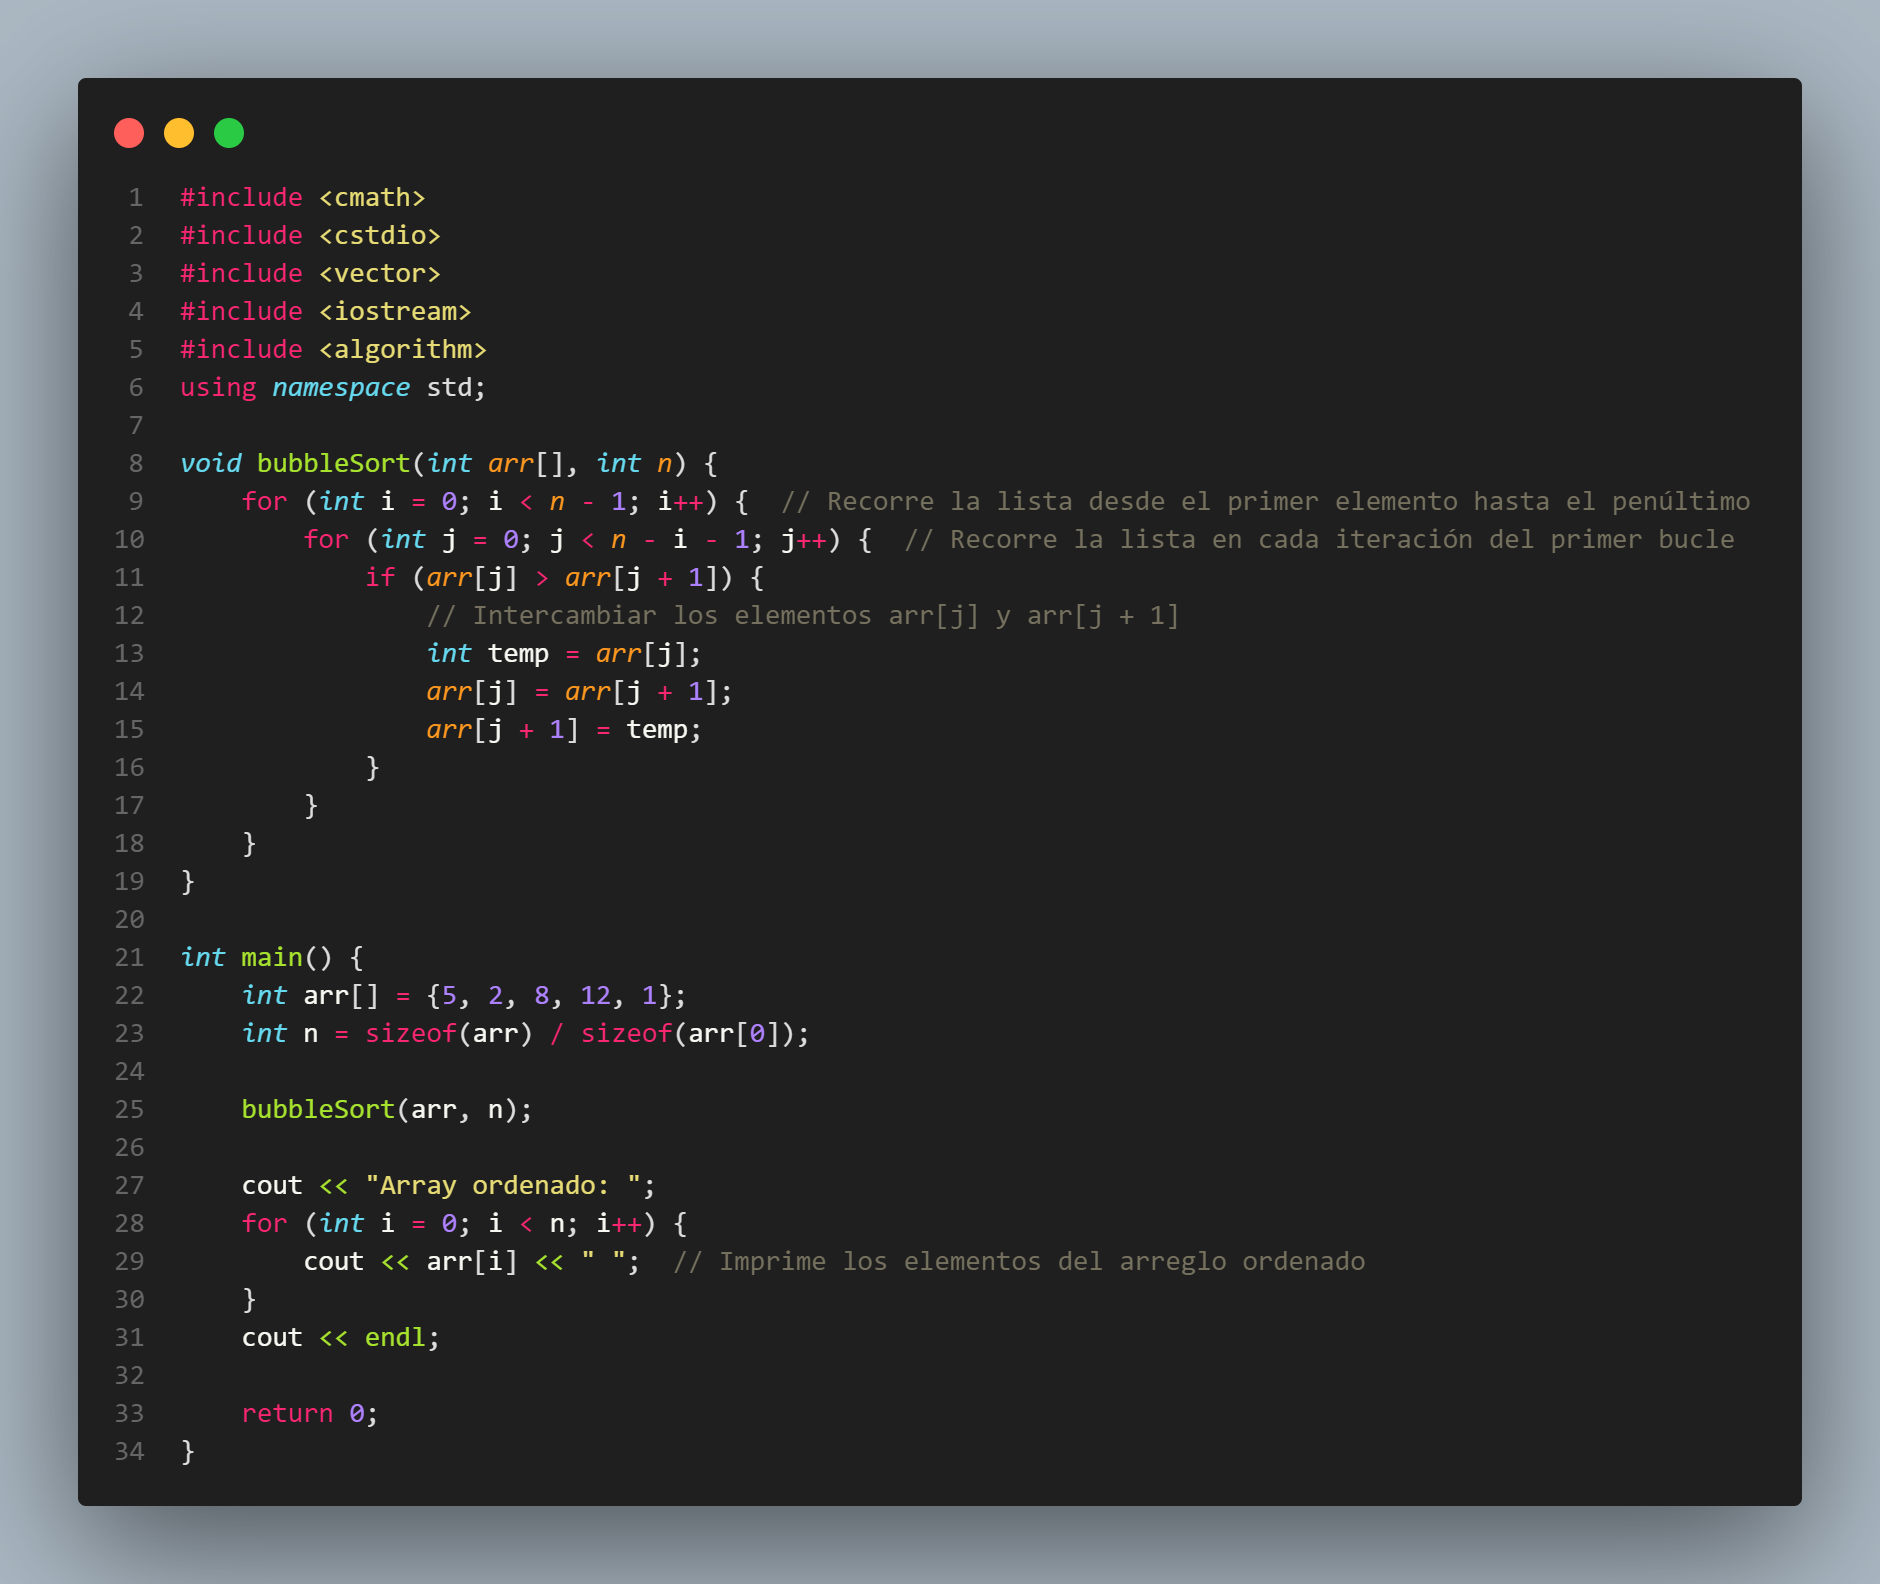 1 #include <cmath>
2 #include <cstdio>
3 #include <vector>
4 #include <iostream>
5 #include <algorithm>
6 using namespace std;
7
8 void bubbleSort(int arr[], int n) {
9     for (int i = 0; i < n - 1; i++) {  // Recorre la lista desde el primer elemento hasta el penúltimo
10         for (int j = 0; j < n - i - 1; j++) {  // Recorre la lista en cada iteración del primer bucle
11             if (arr[j] > arr[j + 1]) {
12                 // Intercambiar los elementos arr[j] y arr[j + 1]
13                 int temp = arr[j];
14                 arr[j] = arr[j + 1];
15                 arr[j + 1] = temp;
16             }
17         }
18     }
19 }
20
21 int main() {
22     int arr[] = {5, 2, 8, 12, 1};
23     int n = sizeof(arr) / sizeof(arr[0]);
24
25     bubbleSort(arr, n);
26
27     cout << "Array ordenado: ";
28     for (int i = 0; i < n; i++) {
29         cout << arr[i] << " ";  // Imprime los elementos del arreglo ordenado
30     }
31     cout << endl;
32
33     return 0;
34 }